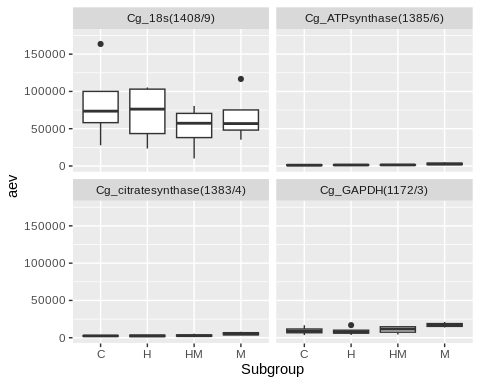 Cg_18s(1408/9)
Cg_ATPsynthase(1385/6)
150000
100000
50000
0
aev
Cg_citratesynthase(1383/4)
Cg_GAPDH(1172/3)
150000
100000
50000
0
C H HM M
C H HM M
Subgroup